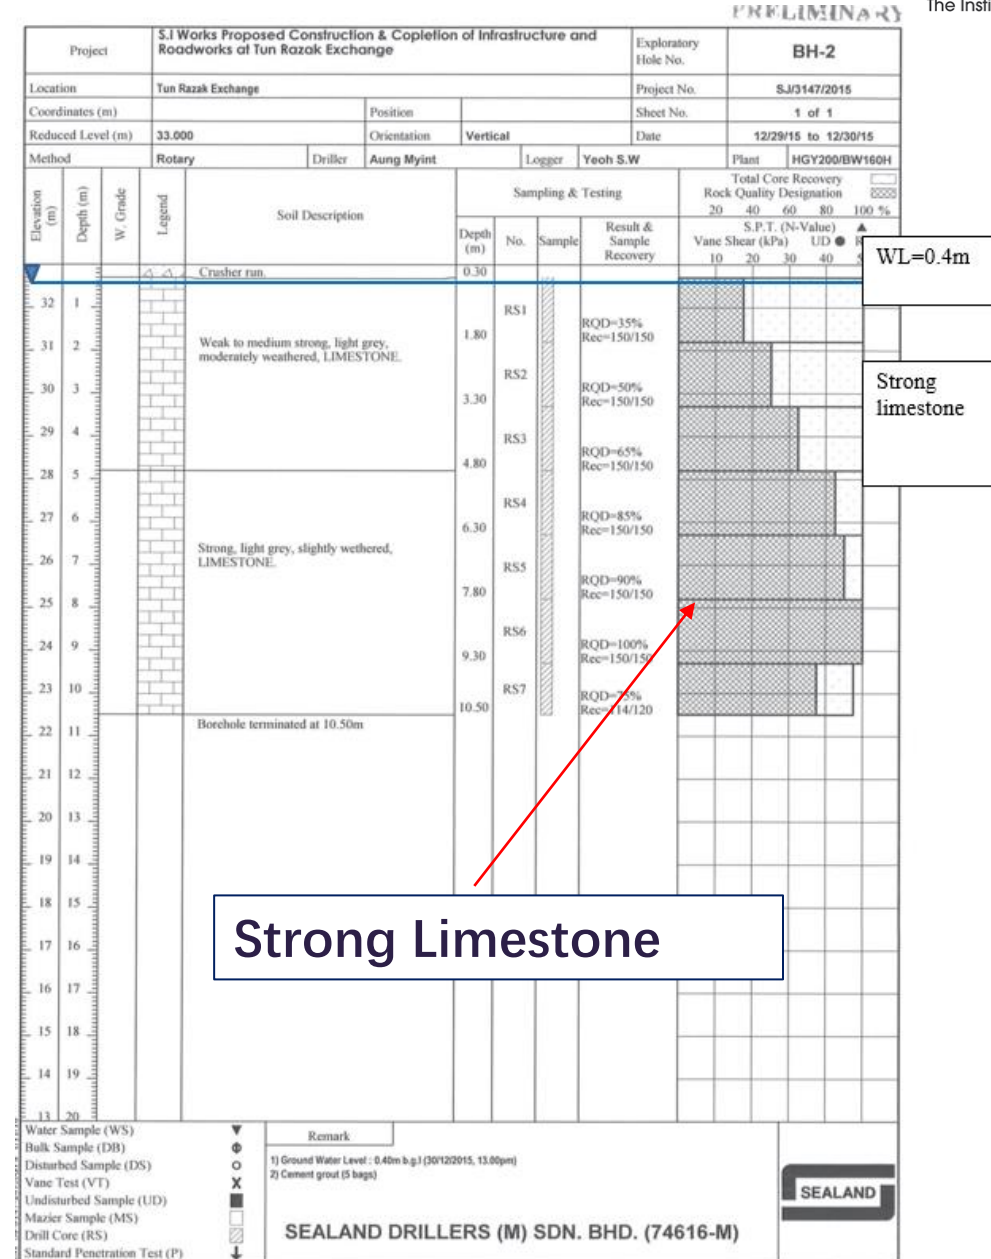 PRELIMINARY
The Insti
Project
S.I Works Proposed Construction & Copletion of Infrastructure and
Roadworks at Tun Razak Exchange
Exploratory
Hole No.
BH-2
Location
Tun Razak Exchange
Project No.
SJ/3147/2015
Coordinates (m)
Position
Sheet No.
1 of 1
Reduced Level (m)
33.000
Orientation
Vertical
Date
12/29/15 to 12/30/15
Method
Rotary
Driller
Aung Myint
Logger
Yeoh S.W
Plant
HGY200/BW160H
Elevation
(m)
Depth (m)
W. Grade
Legend
Soil Description
Sampling & Testing
Depth
(m)
No.
Sample
Result &
Sample
Recovery
Total Core Recovery
Rock Quality Designation
20 40 60 80 100 %
S.P.T. (N-Value)
Vane Shear (kPa) UD
10 20 30 40
WL=0.4m
Crusher run.
0.30
32 1
RS1
RQD=35%
Rec=150/150
1.80
Weak to medium strong, light grey,
moderately weathered, LIMESTONE.
31 2
RS2
RQD=50%
Rec=150/150
Strong
limestone
30 3
3.30
29 4
RS3
RQD=65%
Rec=150/150
4.80
28 5
RS4
RQD=85%
Rec=150/150
27 6
6.30
Strong, light grey, slightly wethered,
LIMESTONE.
26 7
RS5
RQD=90%
Rec=150/150
7.80
25 8
RS6
RQD=100%
Rec=150/150
24 9
9.30
23 10
RS7
RQD=75%
Rec=114/120
10.50
Borehole terminated at 10.50m
22 11
21 12
20 13
19 14
18 15
Strong Limestone
17 16
16 17
15 18
14 19
13 20
Water Sample (WS)
Bulk Sample (DB)
Disturbed Sample (DS)
Vane Test (VT)
Undisturbed Sample (UD)
Mazier Sample (MS)
Drill Core (RS)
Standard Penetration Test (P)
Remark
1) Ground Water Level : 0.40m b.g.l (30/12/2015, 13.00pm)
2) Cement grout (5 bags)
SEALAND DRILLERS (M) SDN. BHD. (74616-M)
SEALAND